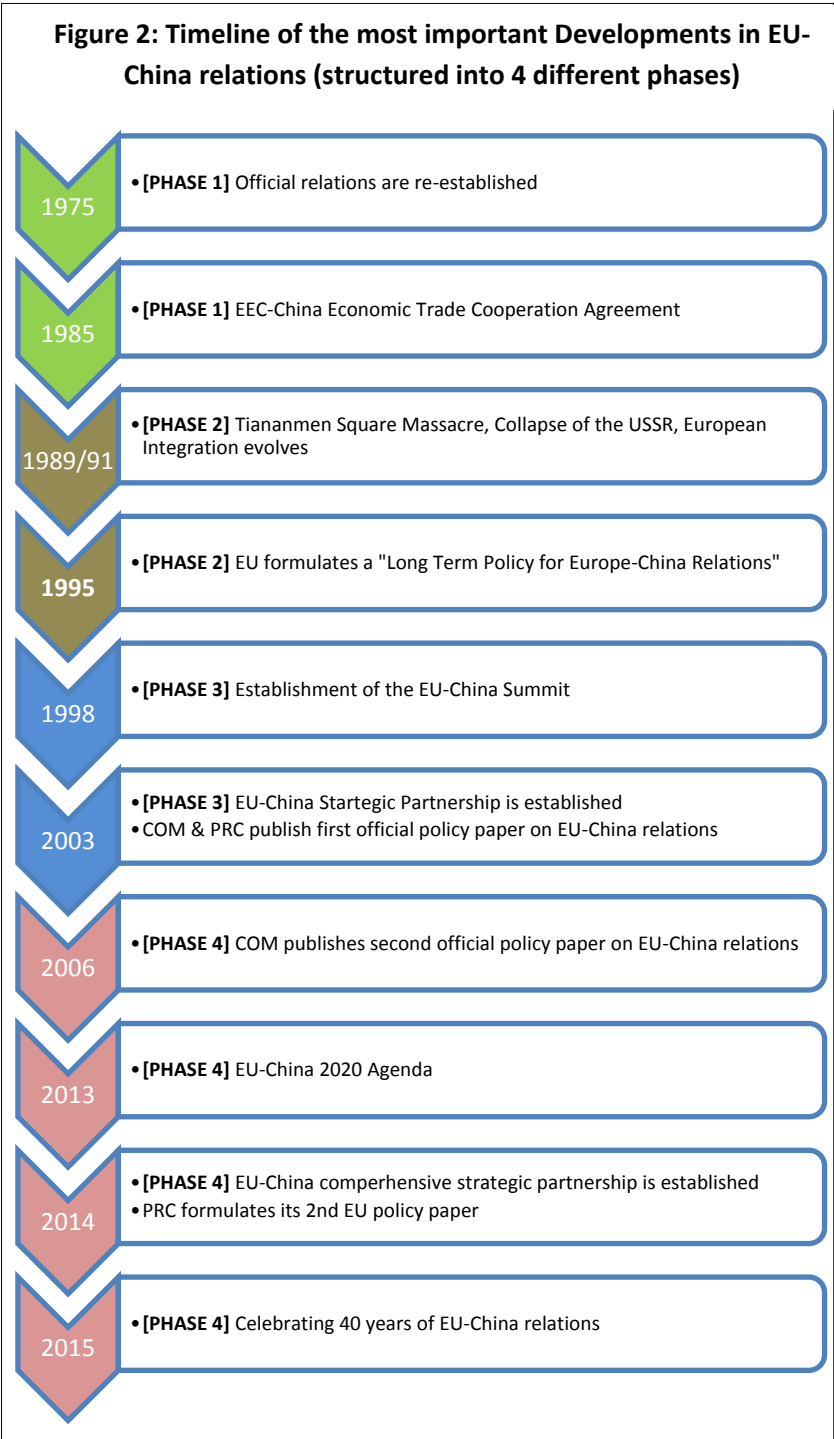 Figure 2: Timeline of the most important Developments in EU-
China relations (structured into 4 different phases)
1975
• [PHASE 1] Official relations are re-established
1985
• [PHASE 1] EEC-China Economic Trade Cooperation Agreement
1989/91
• [PHASE 2] Tiananmen Square Massacre, Collapse of the USSR, European
Integration evolves
1995
• [PHASE 2] EU formulates a "Long Term Policy for Europe-China Relations"
1998
• [PHASE 3] Establishment of the EU-China Summit
2003
• [PHASE 3] EU-China Startegic Partnership is established
• COM & PRC publish first official policy paper on EU-China relations
2006
• [PHASE 4] COM publishes second official policy paper on EU-China relations
2013
• [PHASE 4] EU-China 2020 Agenda
2014
• [PHASE 4] EU-China comperhensive strategic partnership is established
• PRC formulates its 2nd EU policy paper
2015
• [PHASE 4] Celebrating 40 years of EU-China relations